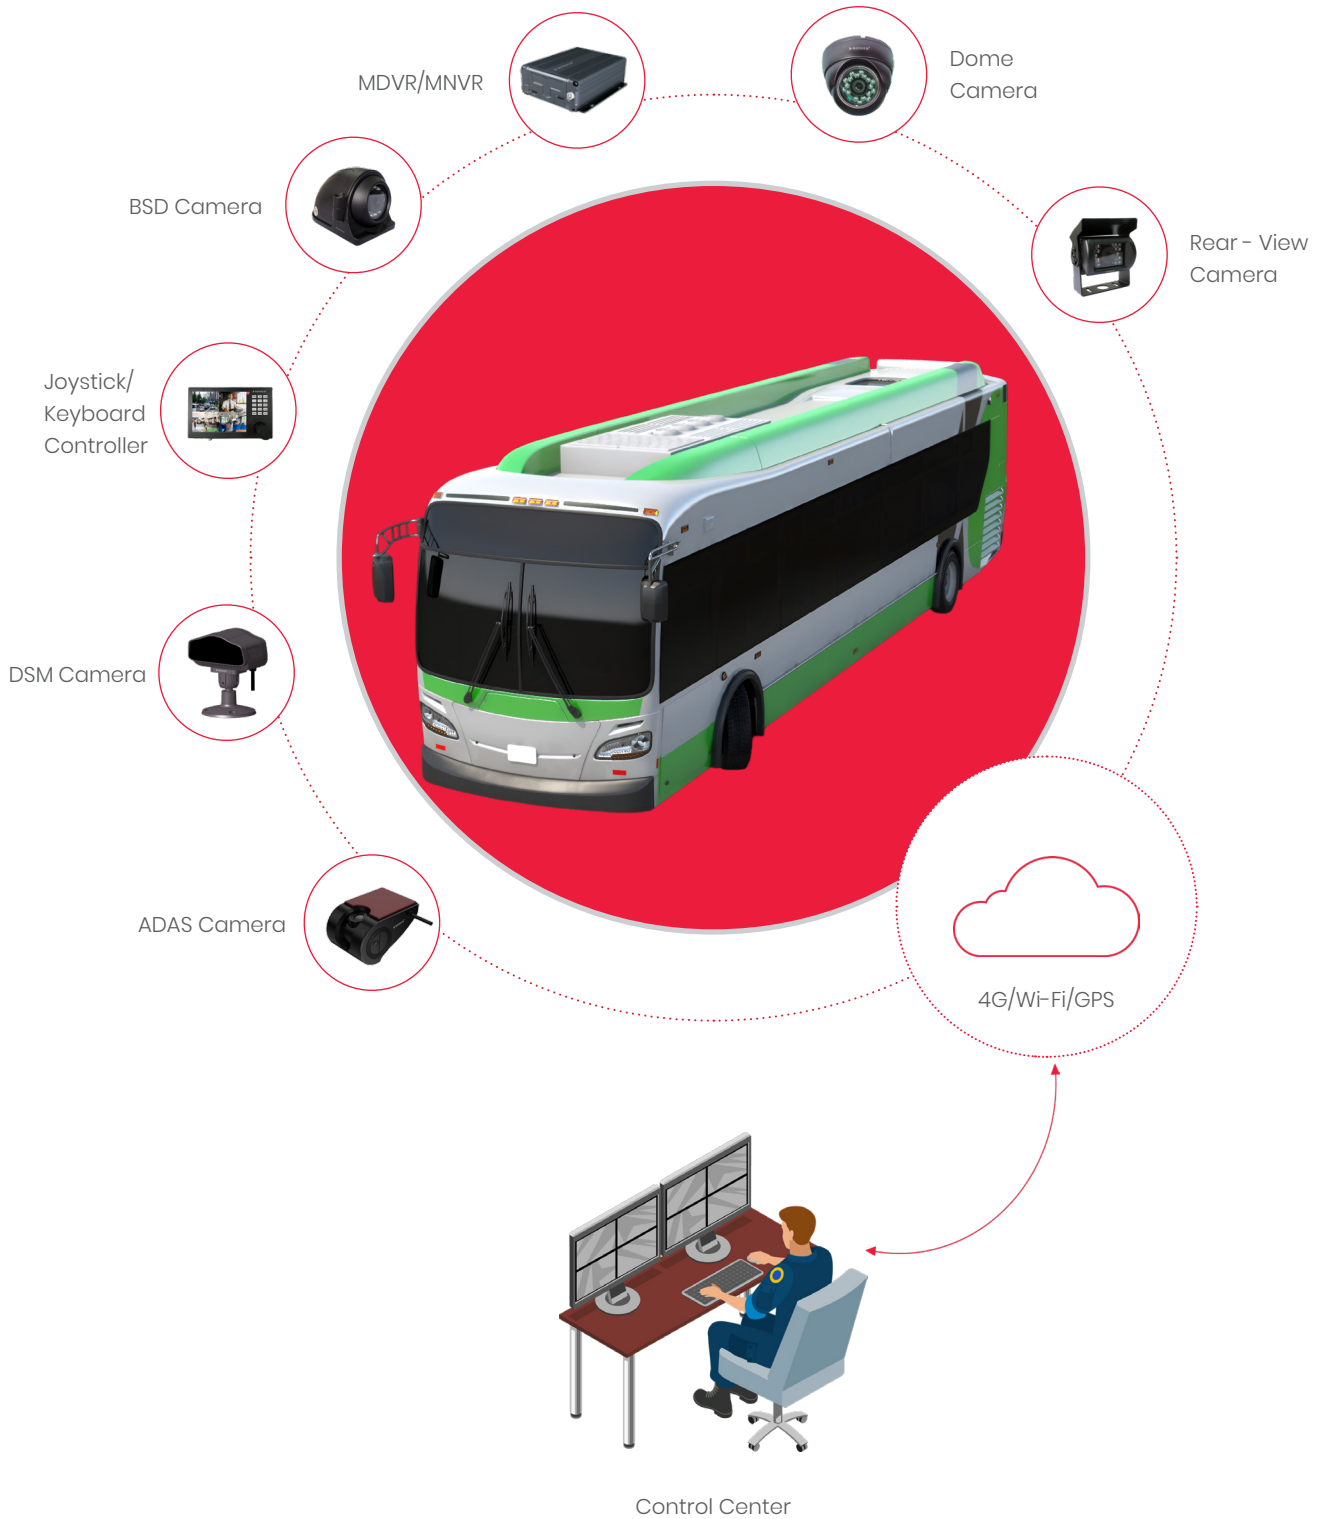 MDVR/MNVR
Dome
Camera
BSD Camera
Rear - View
Camera
Joystick/
Keyboard
Controller
DSM Camera
ADAS Camera
4G/Wi-Fi/GPS
Control Center